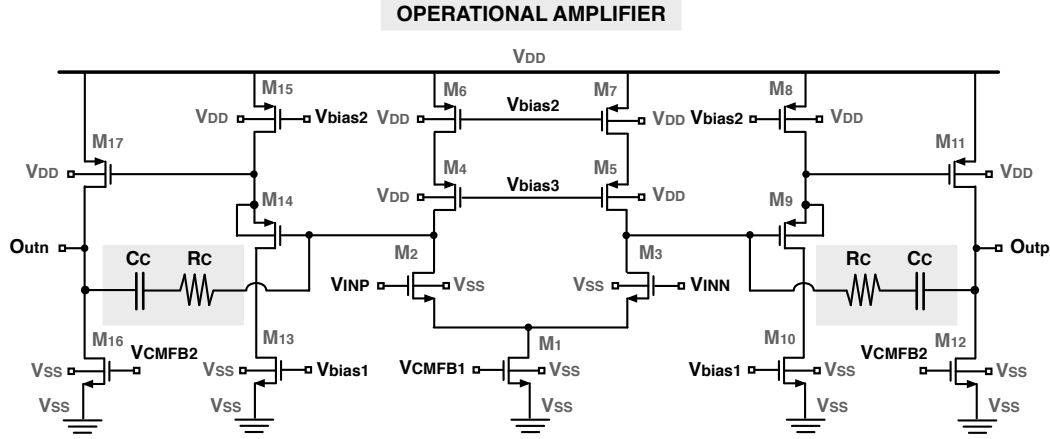 OPERATIONAL AMPLIFIER
VDD
M15 M6 M7 M8
VDD Vbias2 VDD Vbias2 VDD Vbias2 VDD
M17 M11
VDD M4 M5 VDD
M14 VDD Vbias3 VDD M9
Outn M2 M3 Outp
CC RC VINP VSS VSS VINN RC CC
M16 M13 M1 M10 M12
VCMFB2 VCMFB2
VSS VSS Vbias1 VCMFB1 VSS Vbias1 VSS VSS
VSS VSS VSS VSS VSS